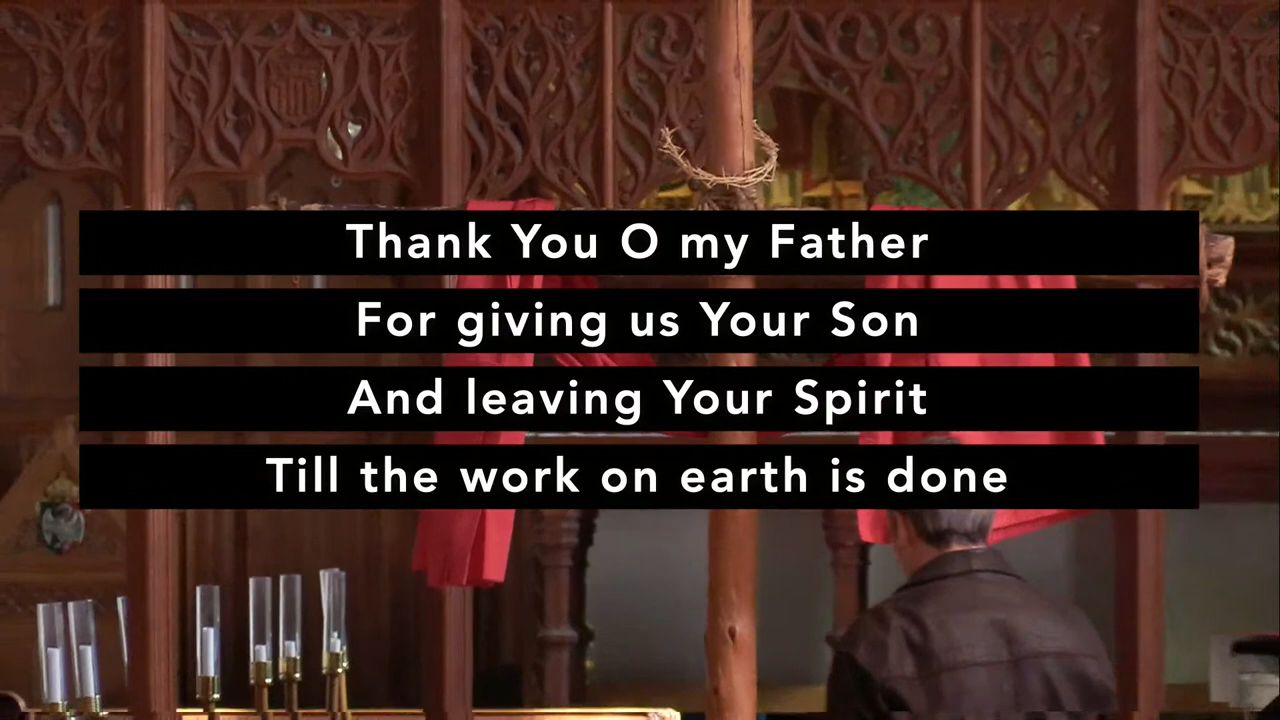 Thank You O my Father
For giving us Your Son
And leaving Your Spirit
Till the work on earth is done